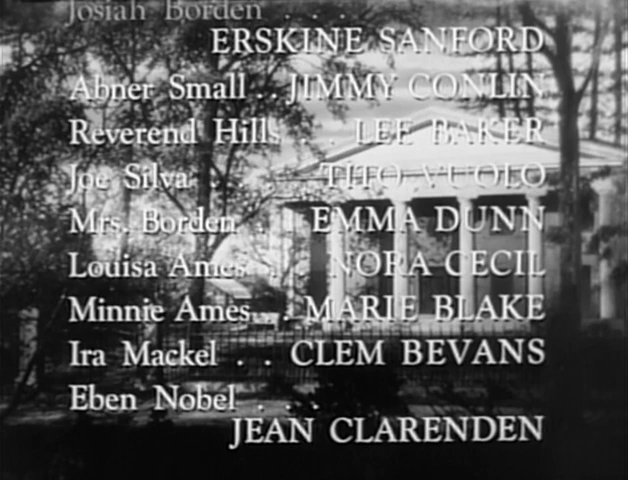 Josiah Borden . . .
ERSKINE SANFORD
Abner Small . . JIMMY CONLIN
Reverend Hills . LEE BAKER
Joe Silva . . . TITO VUOLO
Mrs. Borden . . EMMA DUNN
Louisa Ames . . NORA CECIL
Minnie Ames . . MARIE BLAKE
Ira Mackel . . CLEM BEVANS
Eben Nobel . . .
JEAN CLARENDEN